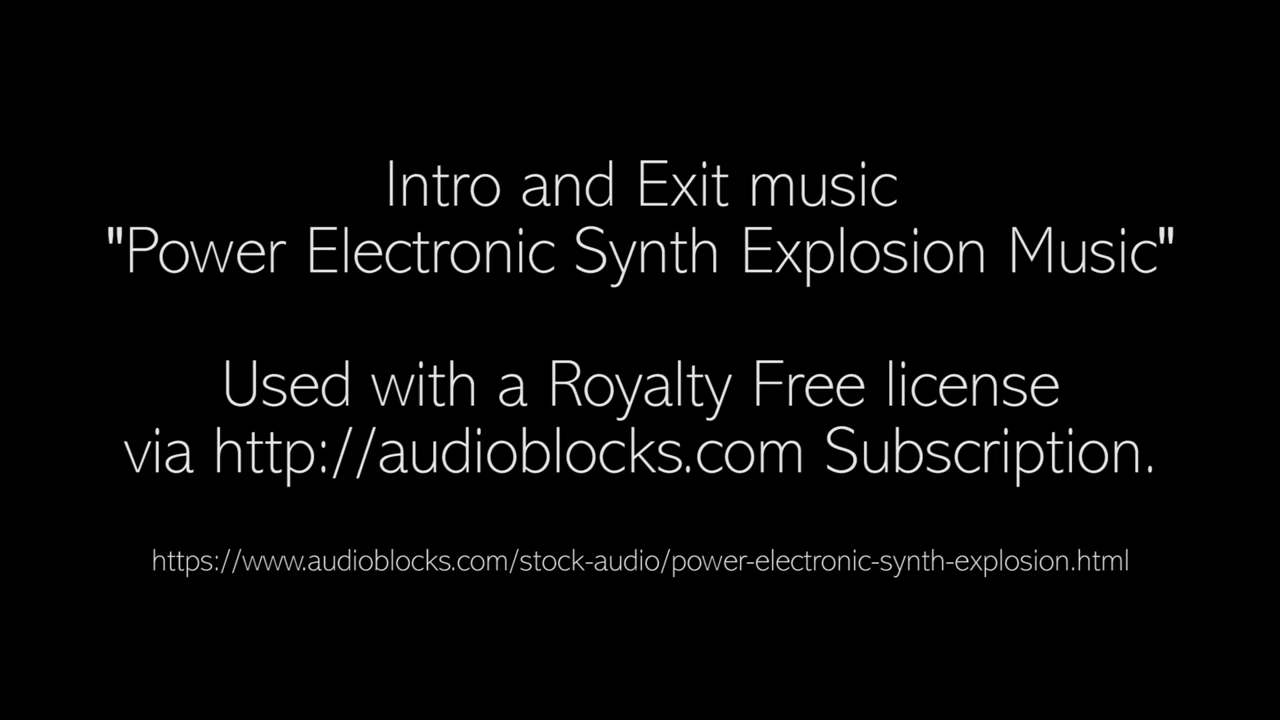 Intro and Exit music
"Power Electronic Synth Explosion Music"
Used with a Royalty Free license
via http://audioblocks.com Subscription.
https://www.audioblocks.com/stock-audio/power-electronic-synth-explosion.html